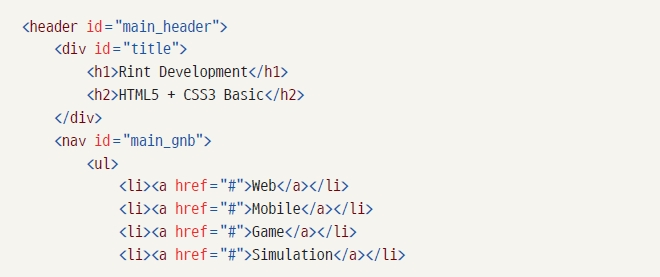 <header id="main_header">
<div id="title">
<h1>Rint Development</h1>
<h2>HTML5 + CSS3 Basic</h2>
</div>
<nav id="main_gnb">
<ul>
<li><a href="#">Web</a></li>
<li><a href="#">Mobile</a></li>
<li><a href="#">Game</a></li>
<li><a href="#">Simulation</a></li>